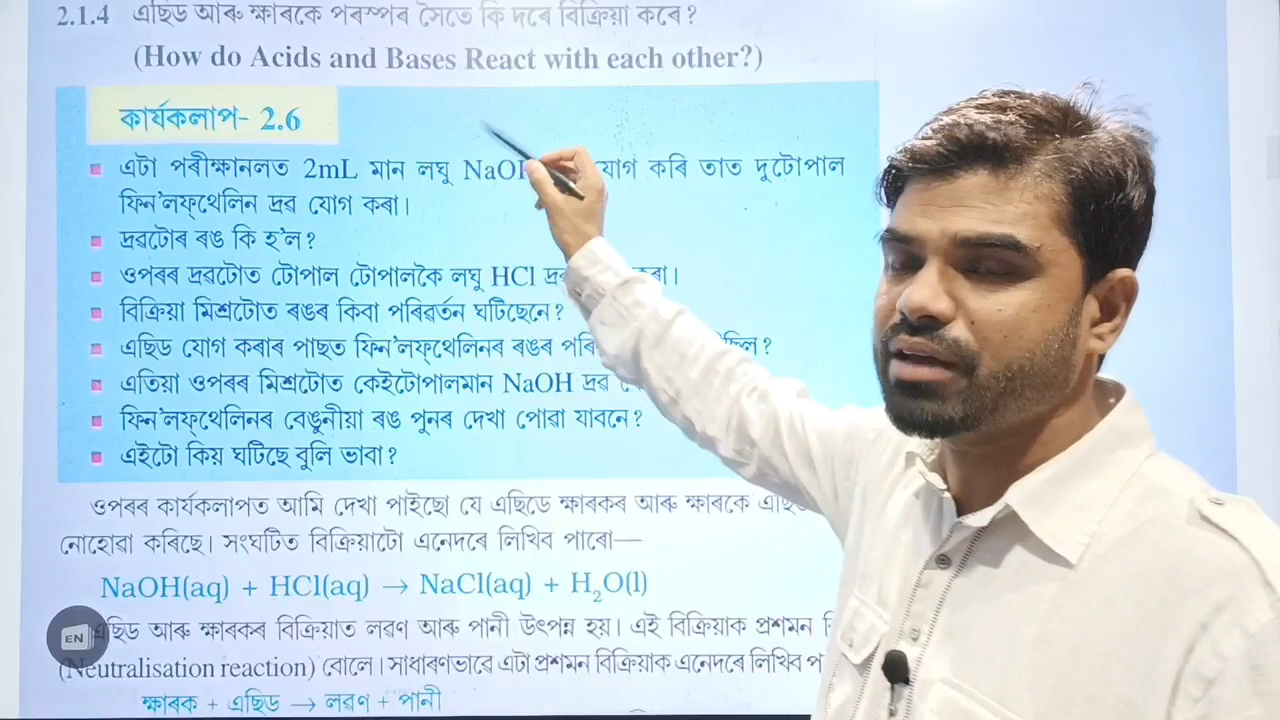 2.1.4 এছিড আৰু ক্ষাৰকে পৰস্পৰ সৈতে কি দৰে বিক্ৰিয়া কৰে?
(How do Acids and Bases React with each other?)
কাৰ্যকলাপ- 2.6
এটা পৰীক্ষানলত 2mL মান লঘু যোগ কৰি তাত দুটোপাল
ফিন'লফ্থেলিন দ্ৰৱ যোগ কৰা।
দ্ৰৱটোৰ ৰঙ কি হ'ল?
ওপৰৰ দ্ৰৱটোত টোপাল টোপালকৈ লঘু HCl
বিক্ৰিয়া মিশ্ৰটোত ৰঙৰ কিবা পৰিৱৰ্তন ঘটিছেনে?
এছিড যোগ কৰাৰ পাছত ফিন'লফ্থেলিনৰ ৰঙৰ
এতিয়া ওপৰৰ মিশ্ৰটোত কেইটোপালমান NaOH দ্ৰৱ
ফিন'লফ্থেলিনৰ বেঙুনীয়া ৰঙ পুনৰ দেখা পোৱা যাবনে?
এইটো কিয় ঘটিছে বুলি ভাবা?
ওপৰৰ কাৰ্যকলাপত আমি দেখা পাইছো যে এছিডে ক্ষাৰকৰ আৰু ক্ষাৰকে
নোহোৱা কৰিছে। সংঘটিত বিক্ৰিয়াটো এনেদৰে লিখিব পাৰো—
NaOH(aq) + HCl(aq) → NaCl(aq) + H₂O(l)
এছিড আৰু ক্ষাৰকৰ বিক্ৰিয়াত লৱণ আৰু পানী উৎপন্ন হয়। এই বিক্ৰিয়াক প্ৰশমন
EN
(Neutralisation reaction) বোলে। সাধাৰণভাৱে এটা প্ৰশমন বিক্ৰিয়াক এনেদৰে লিখিব
ক্ষাৰক + এছিড → লৱণ + পানী